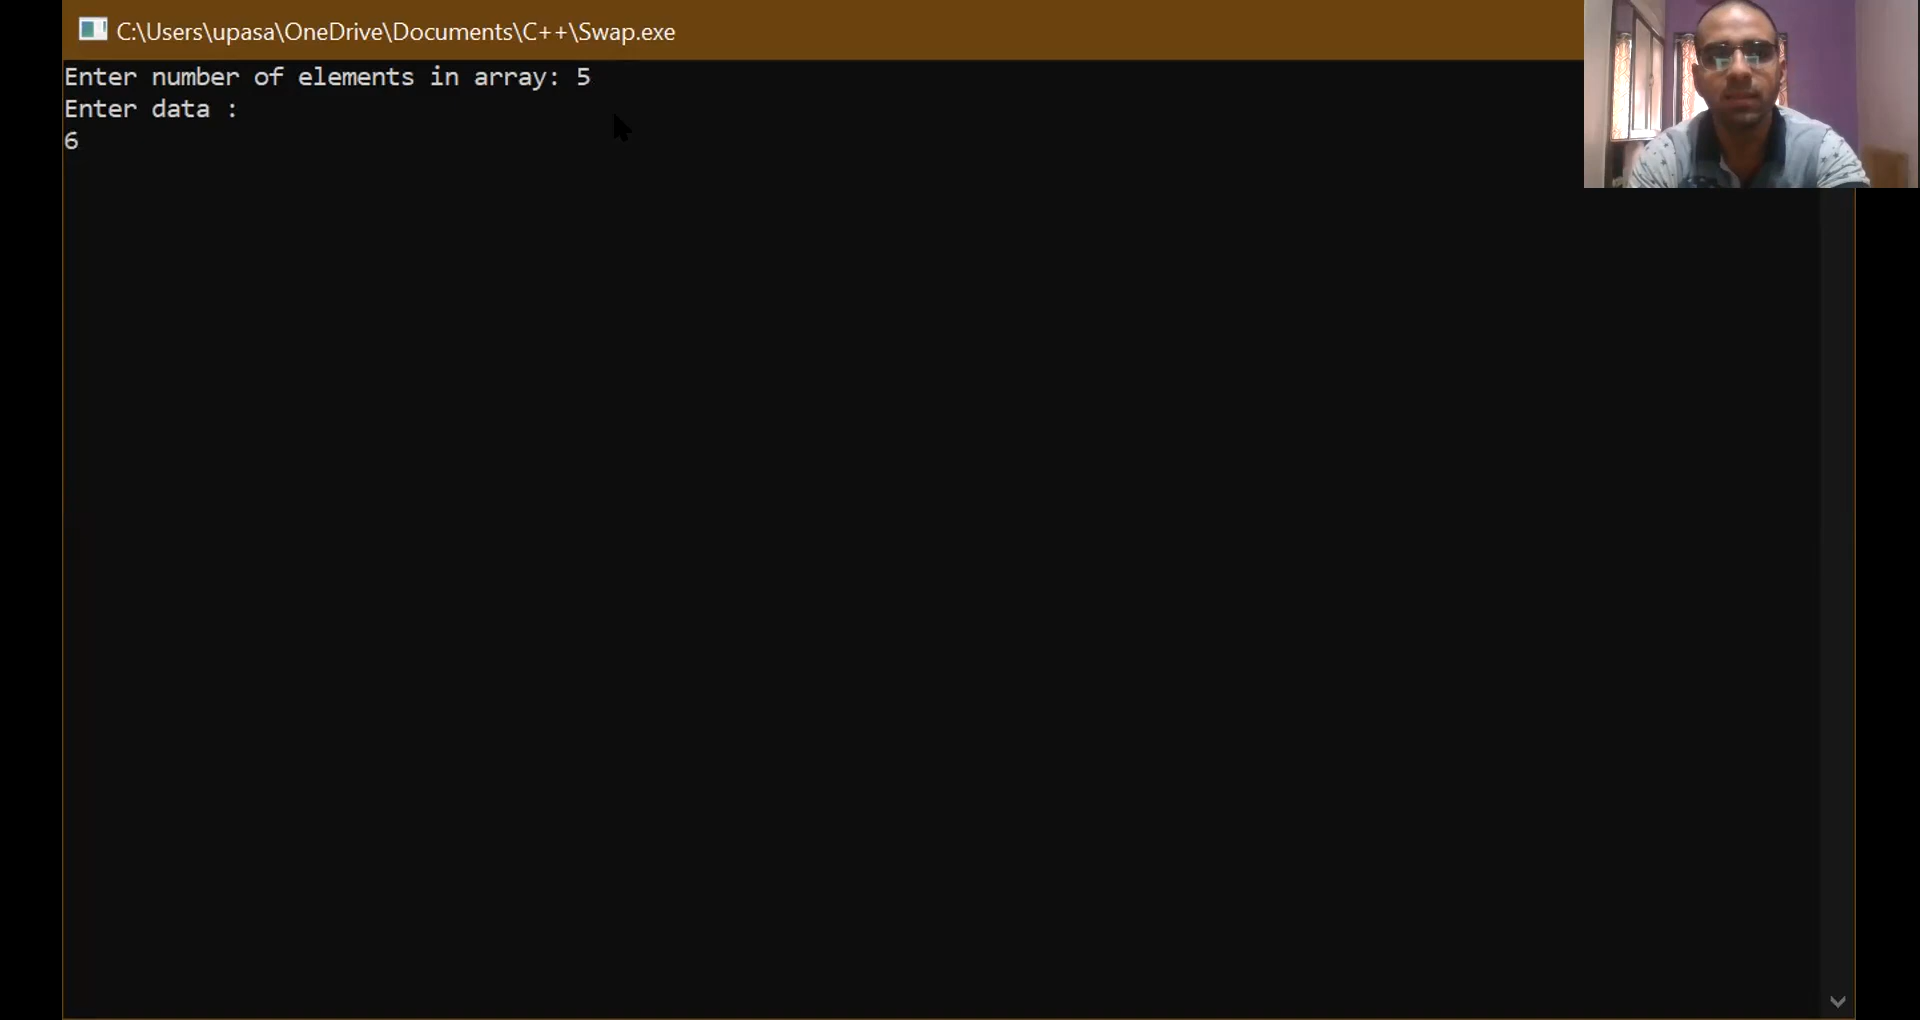 C:\Users\upasa\OneDrive\Documents\C++\Swap.exe
Enter number of elements in array: 5
Enter data :
6